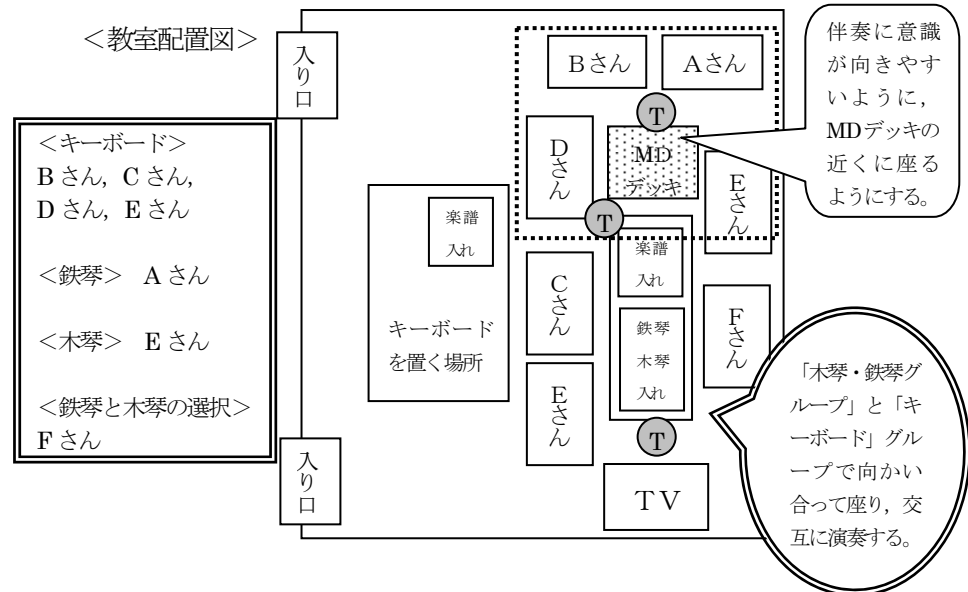 <教室配置図>
入り口
<キーボード>
Bさん,Cさん,
Dさん,Eさん
<鉄琴> Aさん
<木琴> Eさん
<鉄琴と木琴の選択>
Fさん
入り口
Bさん
Aさん
T
MD
デッキ
Dさん
Eさん
T
楽譜
入れ
楽譜
入れ
キーボード
を置く場所
Cさん
鉄琴
木琴
入れ
Fさん
Eさん
T
TV
伴奏に意識
が向きやす
いように,
MDデッキの
近くに座る
ようにする。
「木琴・鉄琴グ
ループ」と「キ
ーボード」グル
ープで向かい
合って座り,交
互に演奏する。